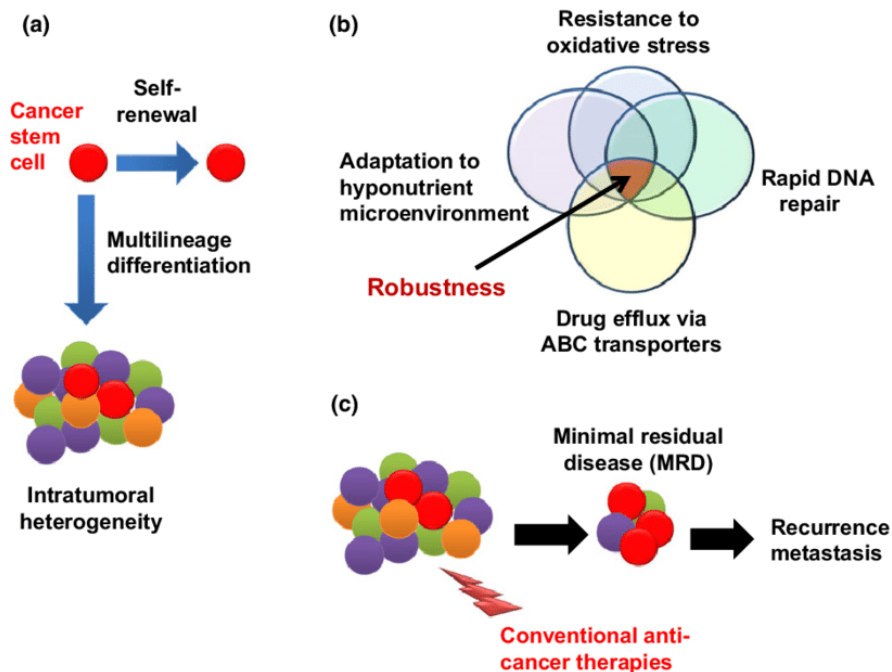 (a)
Cancer
stem
cell
Self-
renewal
Multilineage
differentiation
Intratumoral
heterogeneity
(b)
Resistance to
oxidative stress
Adaptation to
hyponutrient
microenvironment
Rapid DNA
repair
Robustness
Drug efflux via
ABC transporters
(c)
Minimal residual
disease (MRD)
Recurrence
metastasis
Conventional anti-
cancer therapies